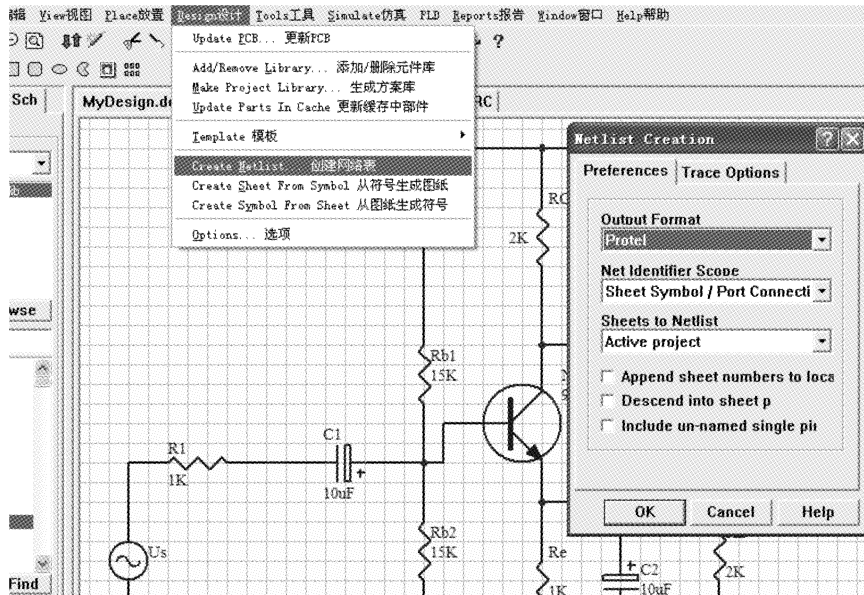 View视图 Place放置 Design设计 Tools工具 Simulate仿真 PLD Reports报告 Window窗口 Help帮助
Update PCB... 更新PCB
Add/Remove Library... 添加/删除元件库
Make Project Library... 生成方案库
Update Parts In Cache 更新缓存中部件
Template 模板
Create Netlist... 创建网络表
Create Sheet From Symbol 从符号生成图纸
Create Symbol From Sheet 从图纸生成符号
Options... 选项
Sch
MyDesign.d
RC
wse
Find
Netlist Creation
Preferences
Trace Options
Output Format
Protel
Net Identifier Scope
Sheet Symbol / Port Connecti
Sheets to Netlist
Active project
Append sheet numbers to loca
Descend into sheet p
Include un-named single pin
OK
Cancel
Help
RC
2K
Rb1
15K
R1
1K
C1
+
10uF
Us
Rb2
15K
Re
1K
+
C2
10uF
2K